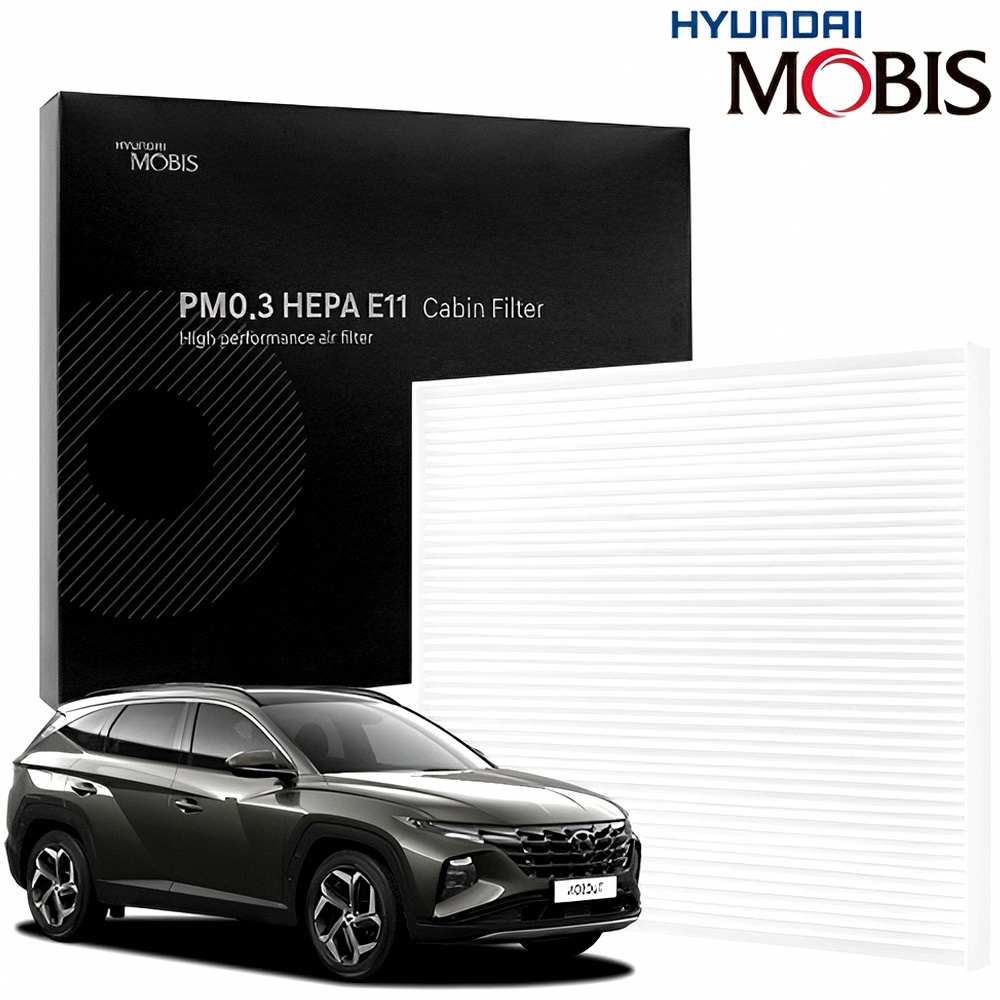 HYUNDAI
MOBIS
HYUNDAI
MOBIS
PM0.3 HEPA E11 Cabin Filter
High performance air filter